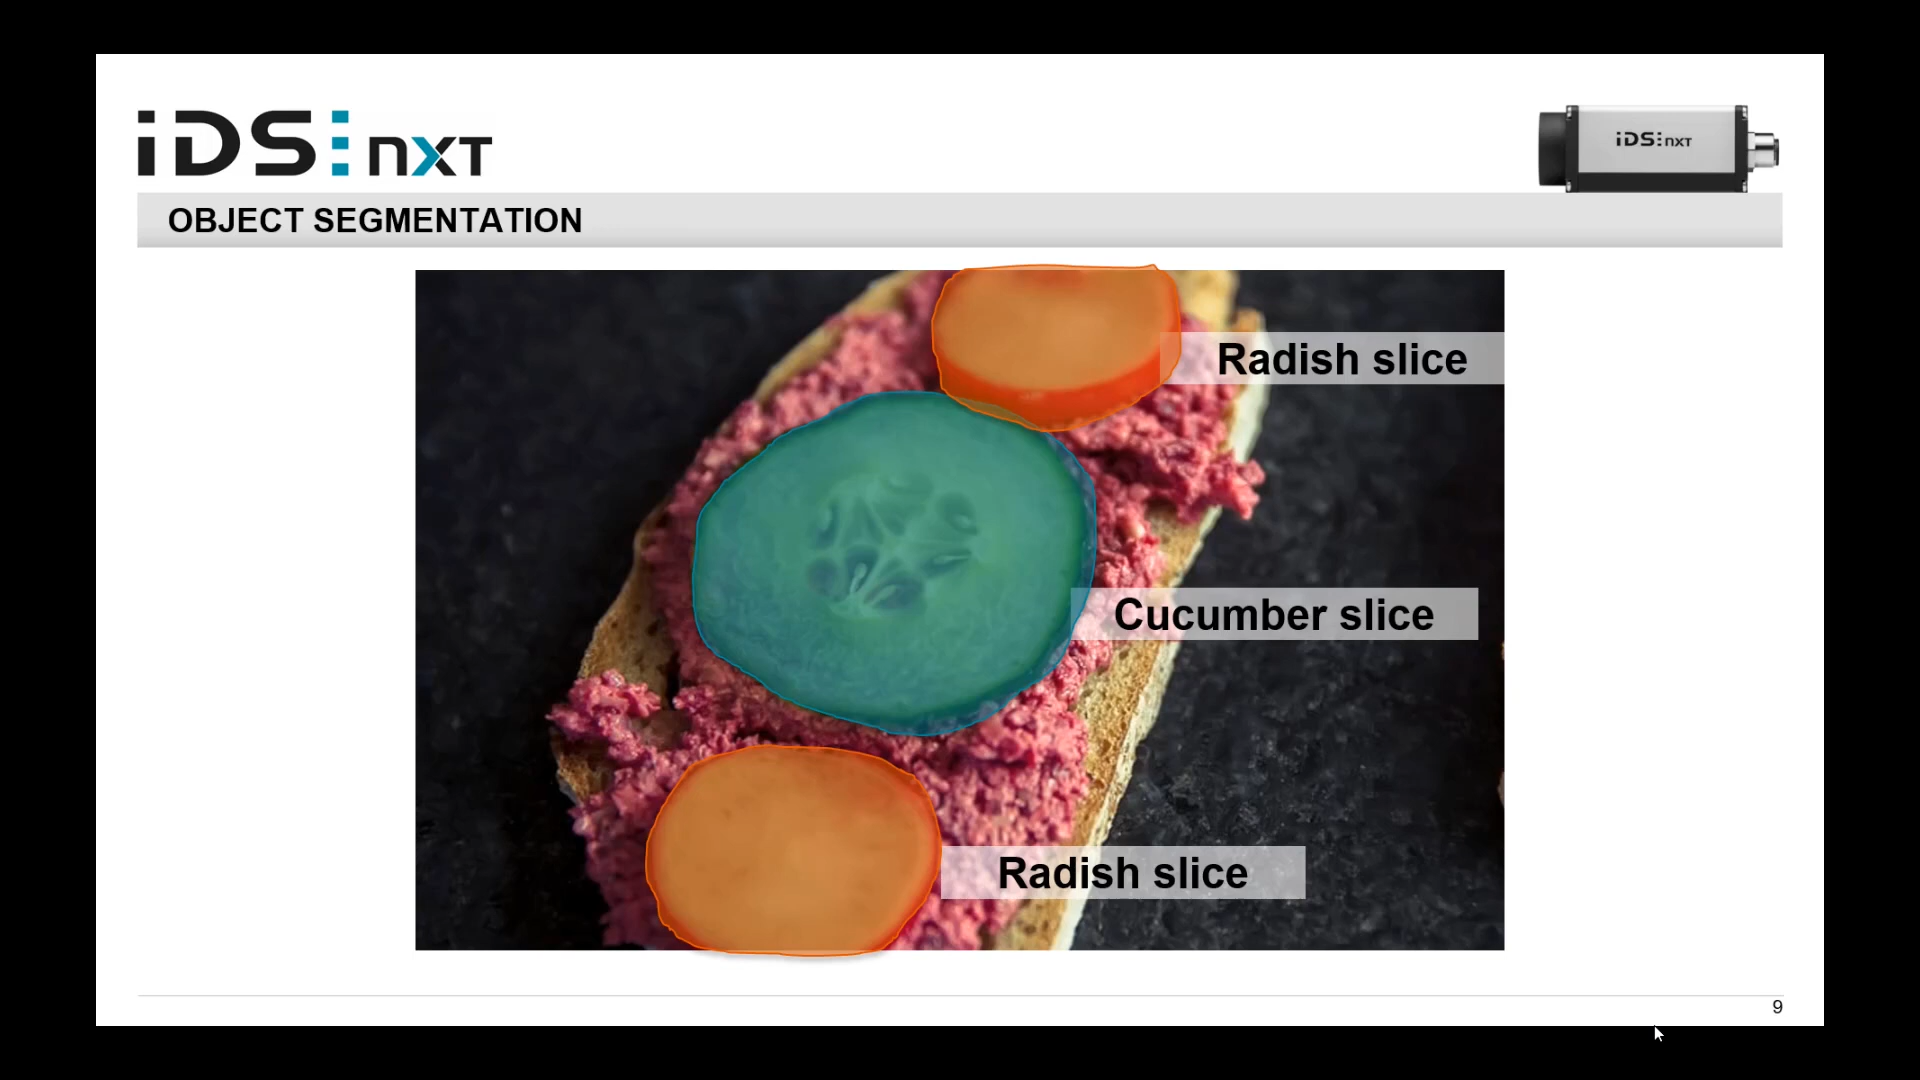 iDS nxt
iDS nxt
OBJECT SEGMENTATION
Radish slice
Cucumber slice
Radish slice
9